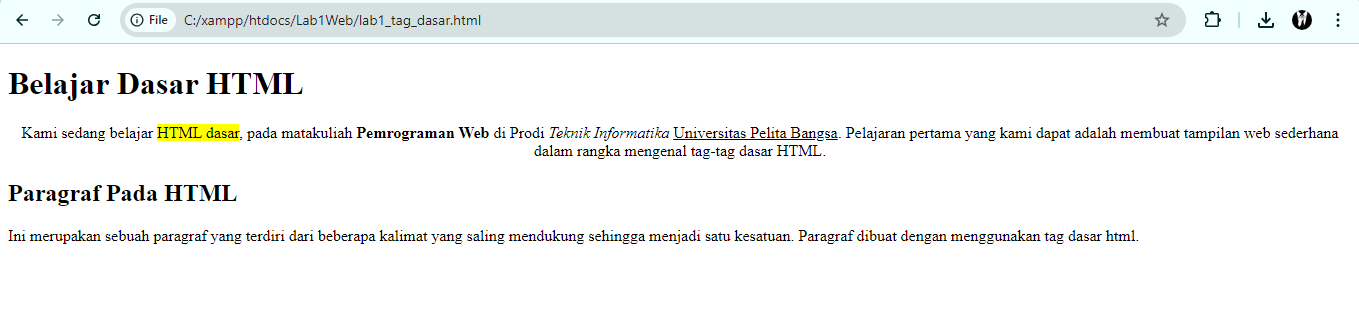 File C:/xampp/htdocs/Lab1Web/lab1_tag_dasar.html
Belajar Dasar HTML
Kami sedang belajar HTML dasar, pada matakuliah Pemrograman Web di Prodi Teknik Informatika Universitas Pelita Bangsa. Pelajaran pertama yang kami dapat adalah membuat tampilan web sederhana
dalam rangka mengenal tag-tag dasar HTML.
Paragraf Pada HTML
Ini merupakan sebuah paragraf yang terdiri dari beberapa kalimat yang saling mendukung sehingga menjadi satu kesatuan. Paragraf dibuat dengan menggunakan tag dasar html.